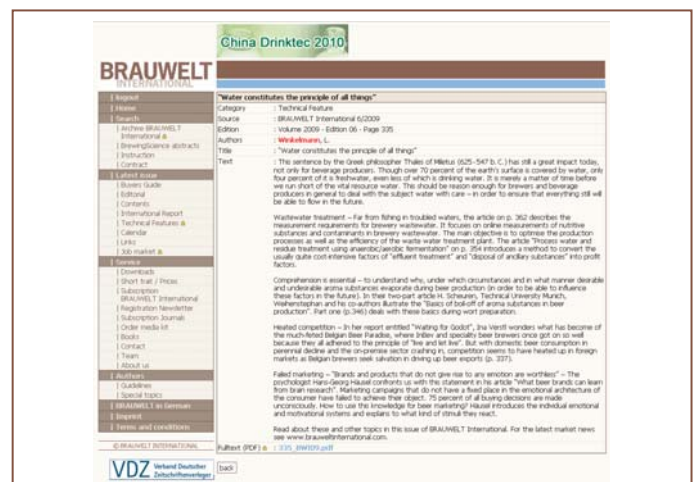 China Drinktec 2010
BRAUWELT
INTERNATIONAL
| logout
| Home
| Search
| Archive BRAUWELT
International
| BrewingScience abstracts
| Instruction
| Contract
| Latest issue
| Buyers Guide
| Editorial
| Contents
| International Report
| Technical Features
| Calendar
| Links
| Job market
| Service
| Downloads
| Short trait / Prices
| Subscription
BRAUWELT International
| Registration Newsletter
| Subscription Journals
| Order media kit
| Books
| Contact
| Team
| About us
| Authors
| Guidelines
| Special topics
| BRAUWELT in German
| Imprint
| Terms and conditions
© BRAUWELT INTERNATIONAL
VDZ Verband Deutscher
Zeitschriftenverleger
"Water constitutes the principle of all things"
Category : Technical Feature
Source : BRAUWELT International 6/2009
Edition : Volume 2009 - Edition 06 - Page 335
Authors : Winkelmann, L.
Title : "Water constitutes the principle of all things"
Text : The sentence by the Greek philosopher Thales of Miletus (625-547 b. C.) has still a great impact today,
not only for beverage producers. Though over 70 percent of the earth's surface is covered by water, only
four percent of it is freshwater, even less of which is drinking water. It is merely a matter of time before
we run short of the vital resource water. This should be reason enough for brewers and beverage
producers in general to deal with the subject water with care – in order to ensure that everything still will
be able to flow in the future.
Wastewater treatment – Far from fishing in troubled waters, the article on p. 362 describes the
measurement requirements for brewery wastewater. It focuses on online measurements of nutritive
substances and contaminants in brewery wastewater. The main objective is to optimise the production
processes as well as the efficiency of the waste water treatment plant. The article "Process water and
residue treatment using anaerobic/aerobic fermentation" on p. 354 introduces a method to convert the
usually quite cost-intensive factors of "effluent treatment" and "disposal of ancillary substances" into profit
factors.
Comprehension is essential – to understand why, under which circumstances and in what manner desirable
and undesirable aroma substances evaporate during beer production (in order to be able to influence
these factors in the future). In their two-part article H. Scheuren, Technical University Munich,
Weihenstephan and his co-authors illustrate the "Basics of boil-off of aroma substances in beer
production". Part one (p.346) deals with these basics during wort preparation.
Heated competition – In her report entitled "Waiting for Godot", Ina Verstl wonders what has become of
the much-feted Belgian Beer Paradise, where InBev and speciality beer brewers once got on so well
because they all adhered to the principle of "live and let live". But with domestic beer consumption in
perennial decline and the on-premise sector crashing in, competition seems to have heated up in foreign
markets as Belgian brewers seek salvation in driving up beer exports (p. 337).
Failed marketing – "Brands and products that do not give rise to any emotion are worthless" – The
psychologist Hans-Georg Häusel confronts us with this statement in his article "What beer brands can learn
from brain research". Marketing campaigns that do not have a fixed place in the emotional structure of
the consumer have failed to achieve their object. 75 percent of all buying decisions are made
unconsciously. How to use this knowledge for beer marketing? Häusel introduces the individual emotional
and motivational systems and explains to what kind of stimuli they react.
Read about these and other topics in this issue of BRAUWELT International. For the latest market news
see www.brauweltinternational.com.
Fulltext (PDF) : 335_BWI09.pdf
back